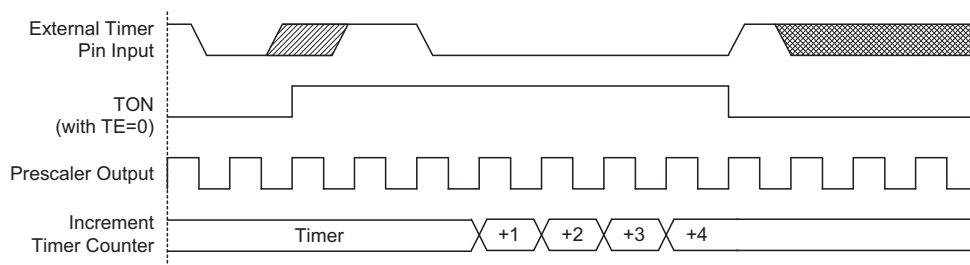 External Timer
Pin Input
TON
(with TE=0)
Prescaler Output
Increment
Timer Counter
Timer
+1
+2
+3
+4